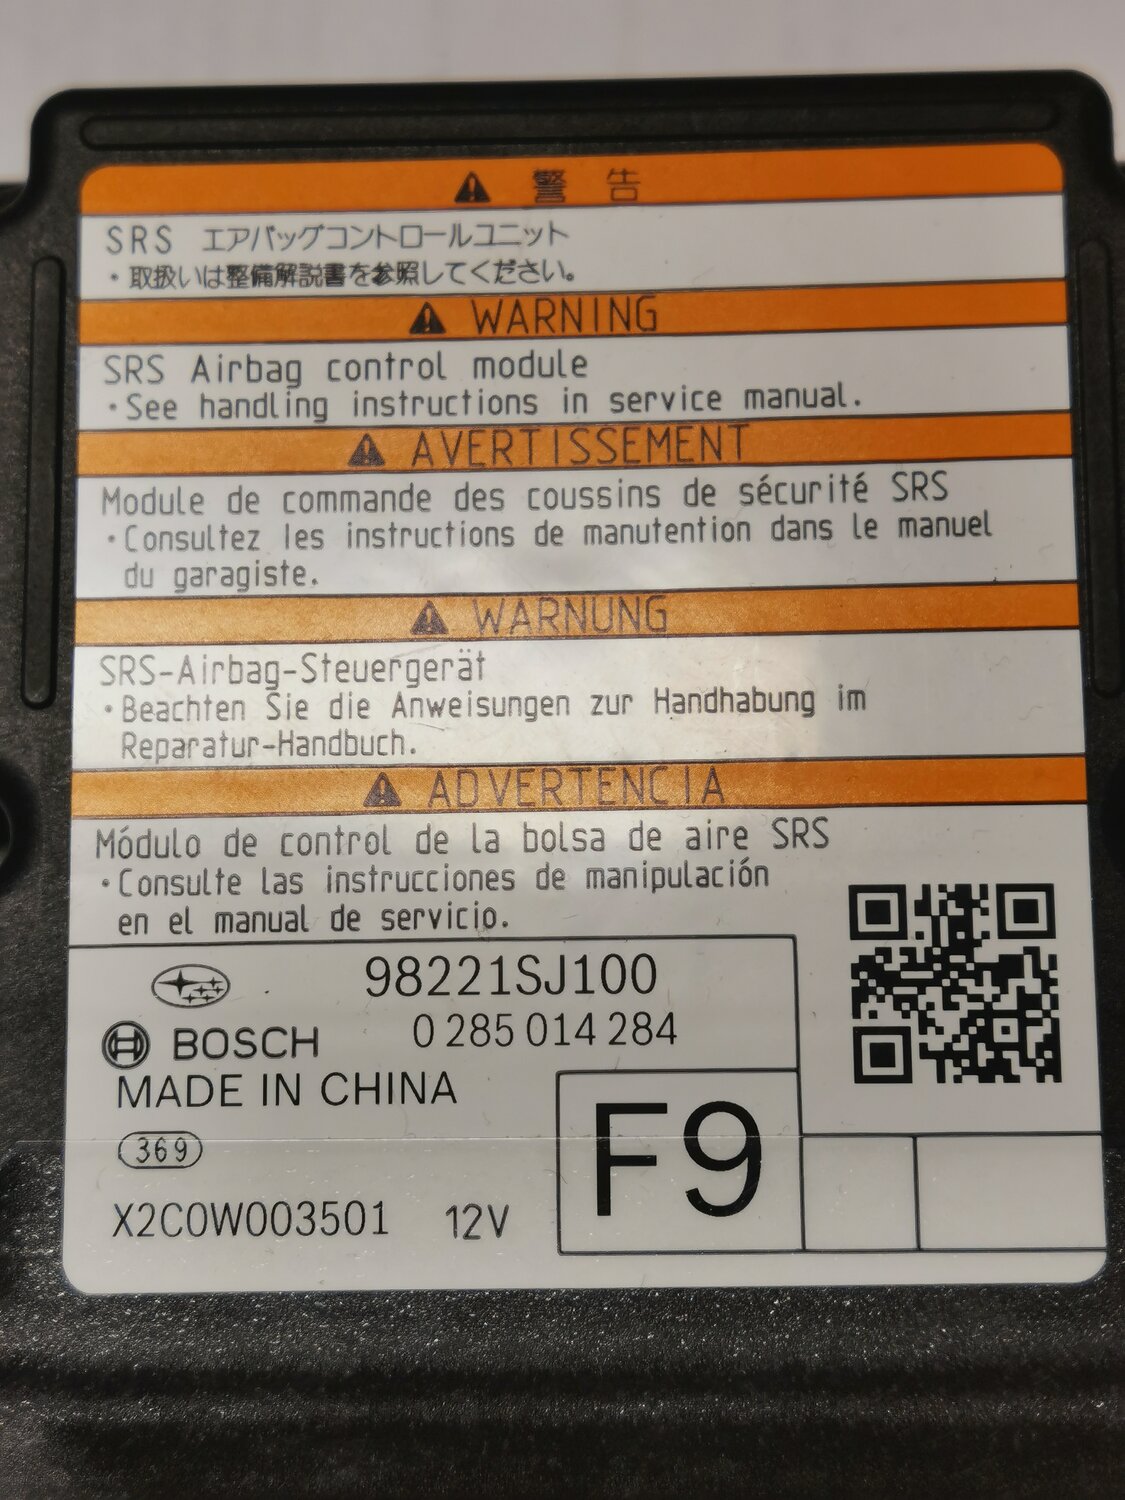 警 告
SRS エアバッグコントロールユニット
・取扱いは整備解説書を参照してください。
WARNING
SRS Airbag control module
・See handling instructions in service manual.
AVERTISSEMENT
Module de commande des coussins de sécurité SRS
・Consultez les instructions de manutention dans le manuel
du garagiste.
WARNUNG
SRS-Airbag-Steuergerät
・Beachten Sie die Anweisungen zur Handhabung im
Reparatur-Handbuch.
ADVERTENCIA
Módulo de control de la bolsa de aire SRS
・Consulte las instrucciones de manipulación
en el manual de servicio.
98221SJ100
BOSCH 0 285 014 284
MADE IN CHINA
369
F9
X2C0W003501 12V